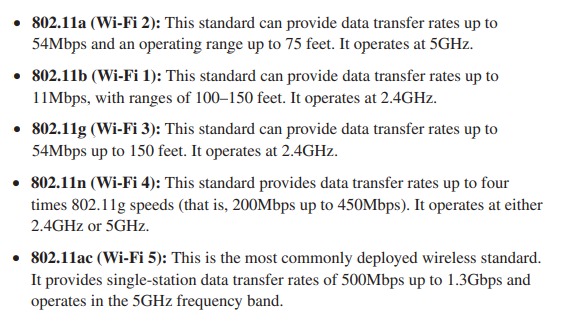 • 802.11a (Wi-Fi 2): This standard can provide data transfer rates up to
54Mbps and an operating range up to 75 feet. It operates at 5GHz.
• 802.11b (Wi-Fi 1): This standard can provide data transfer rates up to
11Mbps, with ranges of 100–150 feet. It operates at 2.4GHz.
• 802.11g (Wi-Fi 3): This standard can provide data transfer rates up to
54Mbps up to 150 feet. It operates at 2.4GHz.
• 802.11n (Wi-Fi 4): This standard provides data transfer rates up to four
times 802.11g speeds (that is, 200Mbps up to 450Mbps). It operates at either
2.4GHz or 5GHz.
• 802.11ac (Wi-Fi 5): This is the most commonly deployed wireless standard.
It provides single-station data transfer rates of 500Mbps up to 1.3Gbps and
operates in the 5GHz frequency band.